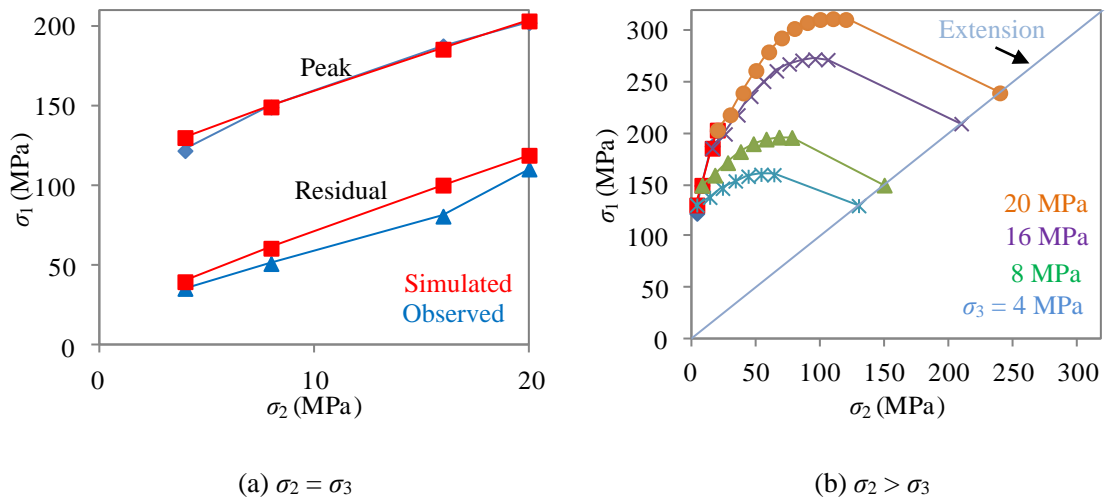 200
150
100
50
0
σ1 (MPa)
Peak
Residual
Simulated
Observed
0
10
20
σ2 (MPa)
(a) σ2 = σ3
300
250
200
150
100
50
0
σ1 (MPa)
Extension
20 MPa
16 MPa
8 MPa
σ3 = 4 MPa
0 50 100 150 200 250 300
σ2 (MPa)
(b) σ2 > σ3